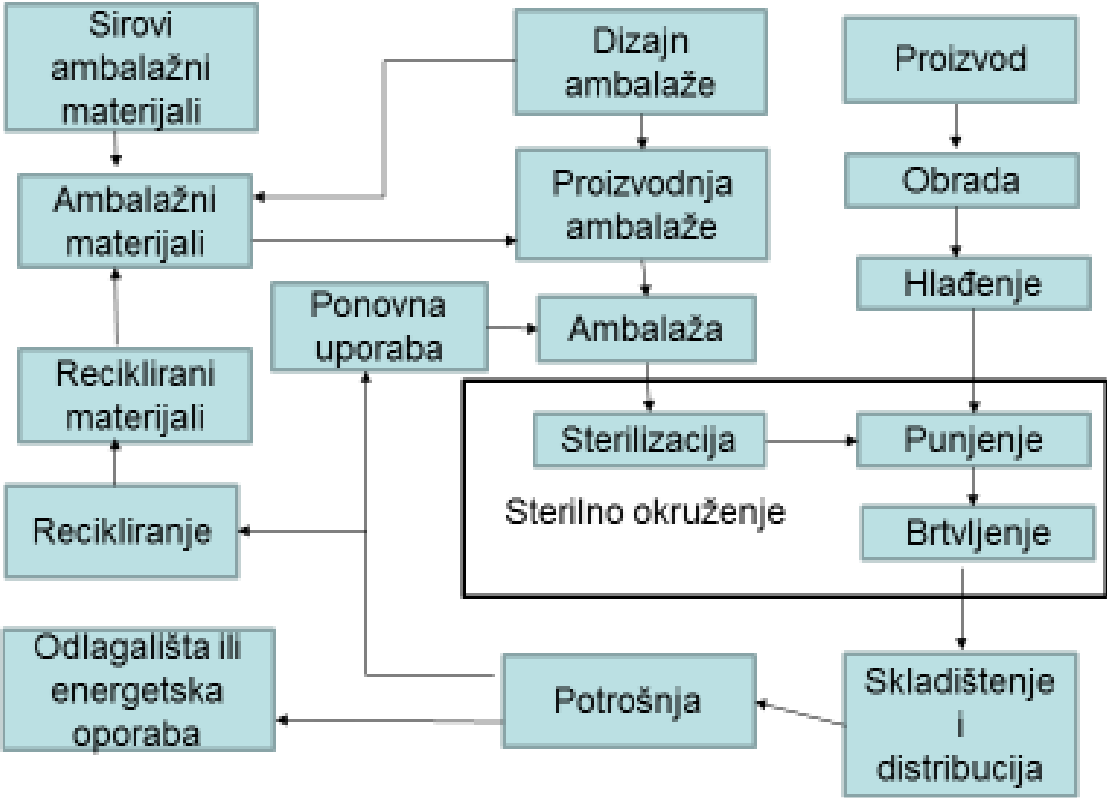 Sirovi
ambalažni
materijali
Dizajn
ambalaže
Proizvod
Ambalažni
materijali
Proizvodnja
ambalaže
Obrada
Hlađenje
Ponovna
uporaba
Ambalaža
Reciklirani
materijali
Sterilizacija
Punjenje
Sterilno okruženje
Recikliranje
Brtvljenje
Odlagališta ili
energetska
oporaba
Potrošnja
Skladištenje
i
distribucija